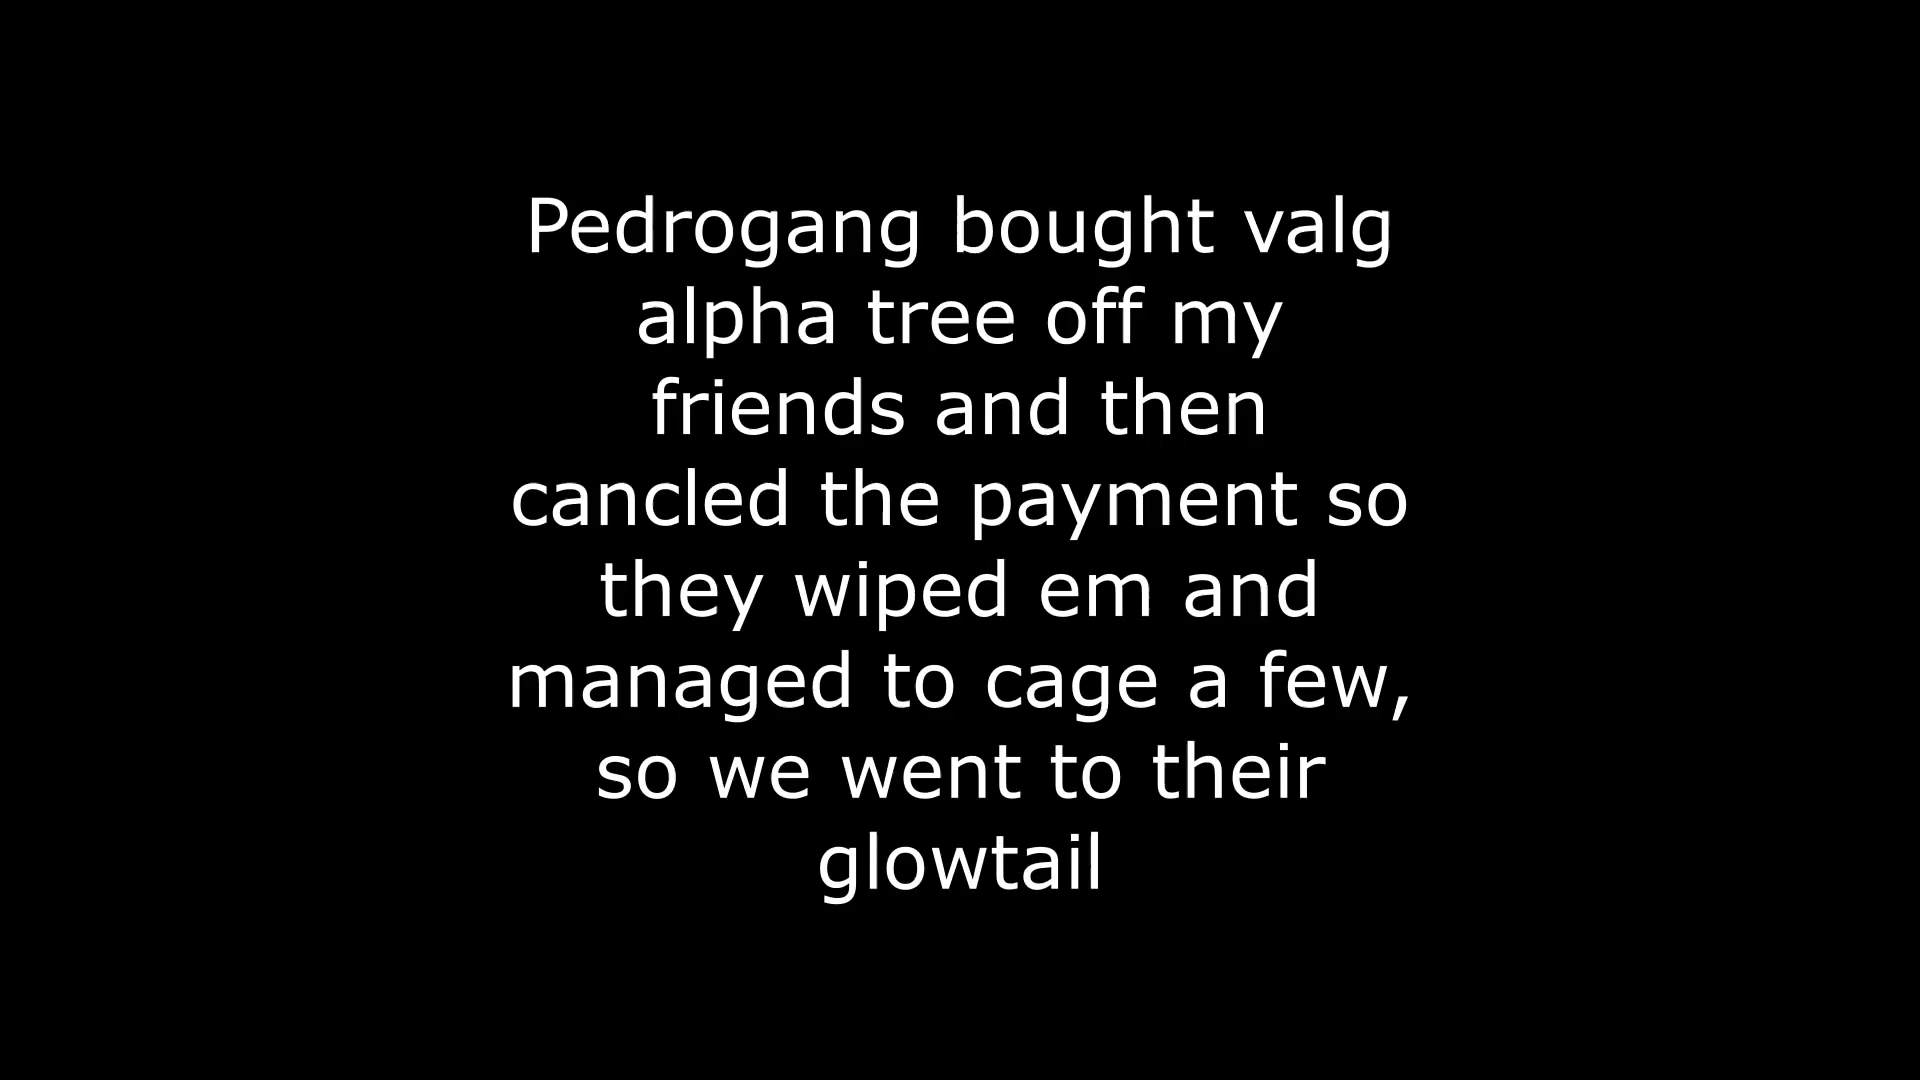 Pedrogang bought valg
alpha tree off my
friends and then
cancled the payment so
they wiped em and
managed to cage a few,
so we went to their
glowtail